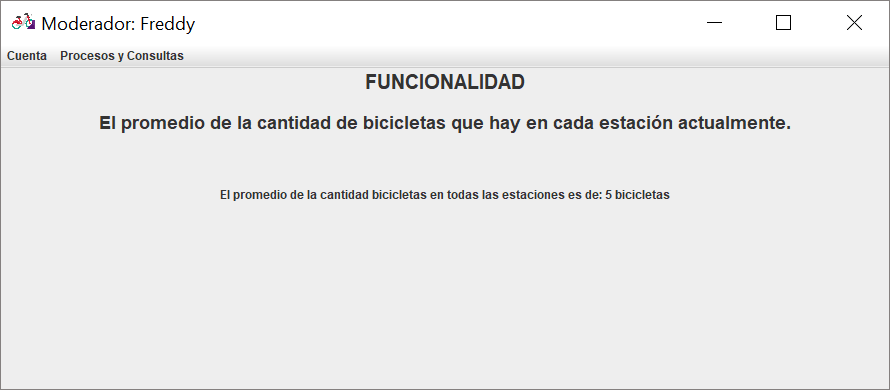 Moderador: Freddy
Cuenta Procesos y Consultas
FUNCIONALIDAD
El promedio de la cantidad de bicicletas que hay en cada estación actualmente.
El promedio de la cantidad bicicletas en todas las estaciones es de: 5 bicicletas